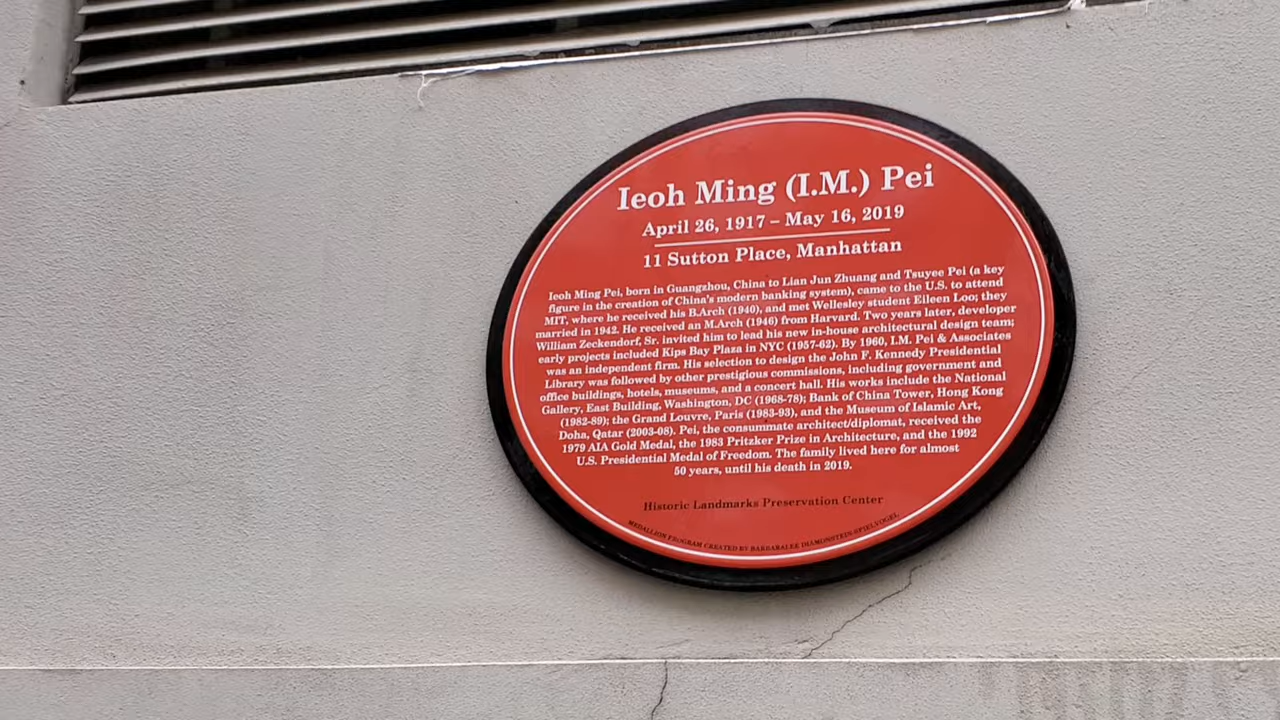 Ieoh Ming (I.M.) Pei
April 26, 1917 – May 16, 2019
11 Sutton Place, Manhattan
Ieoh Ming Pei, born in Guangzhou, China to Lian Jun Zhuang and Tsuyee Pei (a key
figure in the creation of China's modern banking system), came to the U.S. to attend
MIT, where he received his B.Arch (1940), and met Wellesley student Eileen Loo; they
married in 1942. He received an M.Arch (1946) from Harvard. Two years later, developer
William Zeckendorf, Sr. invited him to lead his new in-house architectural design team;
early projects included Kips Bay Plaza in NYC (1957-62). By 1960, I.M. Pei & Associates
was an independent firm. His selection to design the John F. Kennedy Presidential
Library was followed by other prestigious commissions, including government and
office buildings, hotels, museums, and a concert hall. His works include the National
Gallery, East Building, Washington, DC (1968-78); Bank of China Tower, Hong Kong
(1982-89); the Grand Louvre, Paris (1983-93), and the Museum of Islamic Art,
Doha, Qatar (2003-08). Pei, the consummate architect/diplomat, received the
1979 AIA Gold Medal, the 1983 Pritzker Prize in Architecture, and the 1992
U.S. Presidential Medal of Freedom. The family lived here for almost
50 years, until his death in 2019.
Historic Landmarks Preservation Center
MEDALLION PROGRAM CREATED BY BARBARALEE DIAMONSTEIN-SPIELVOGEL